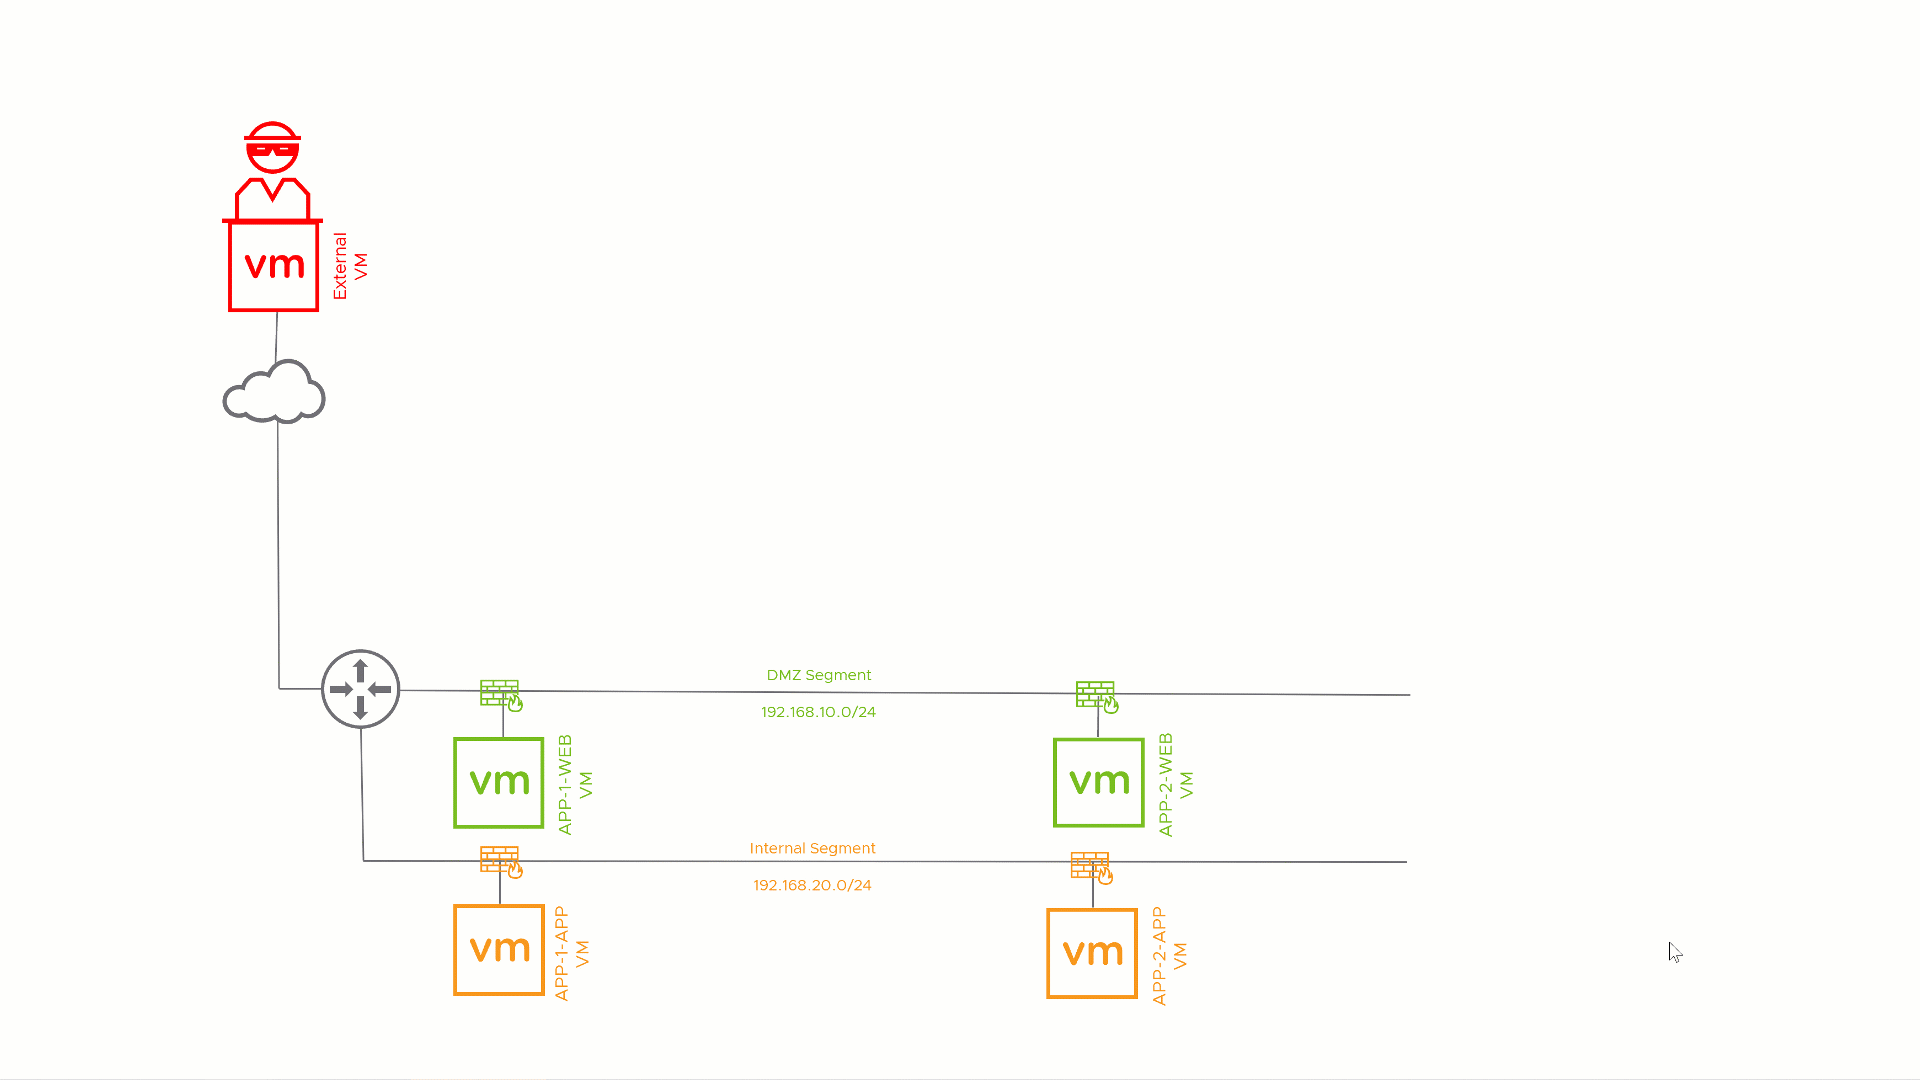 vm
External
VM
DMZ Segment
192.168.10.0/24
vm
APP-1-WEB
VM
vm
APP-2-WEB
VM
Internal Segment
192.168.20.0/24
vm
APP-1-APP
VM
vm
APP-2-APP
VM